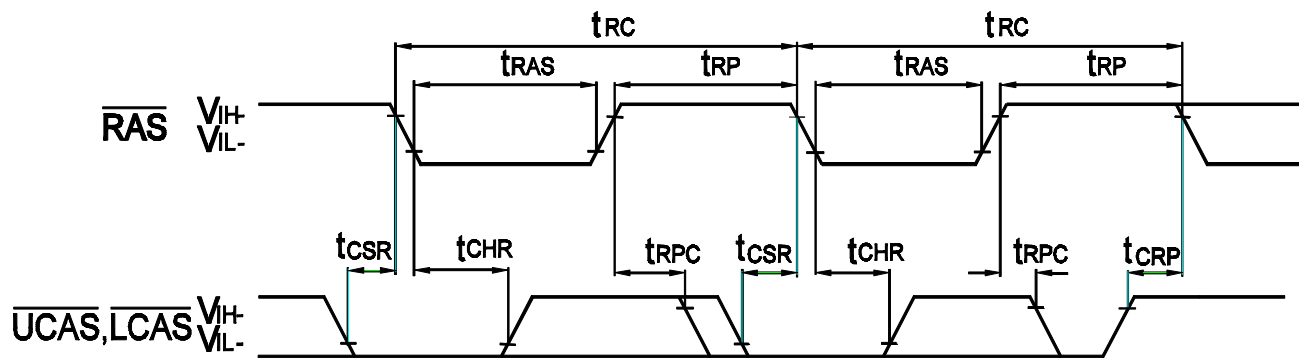 tRC tRC
tRAS tRP tRAS tRP
RAS VIH-
VIL-
tCSR tCHR tRPC tCSR tCHR tRPC tCRP
UCAS,LCAS VIH-
VIL-